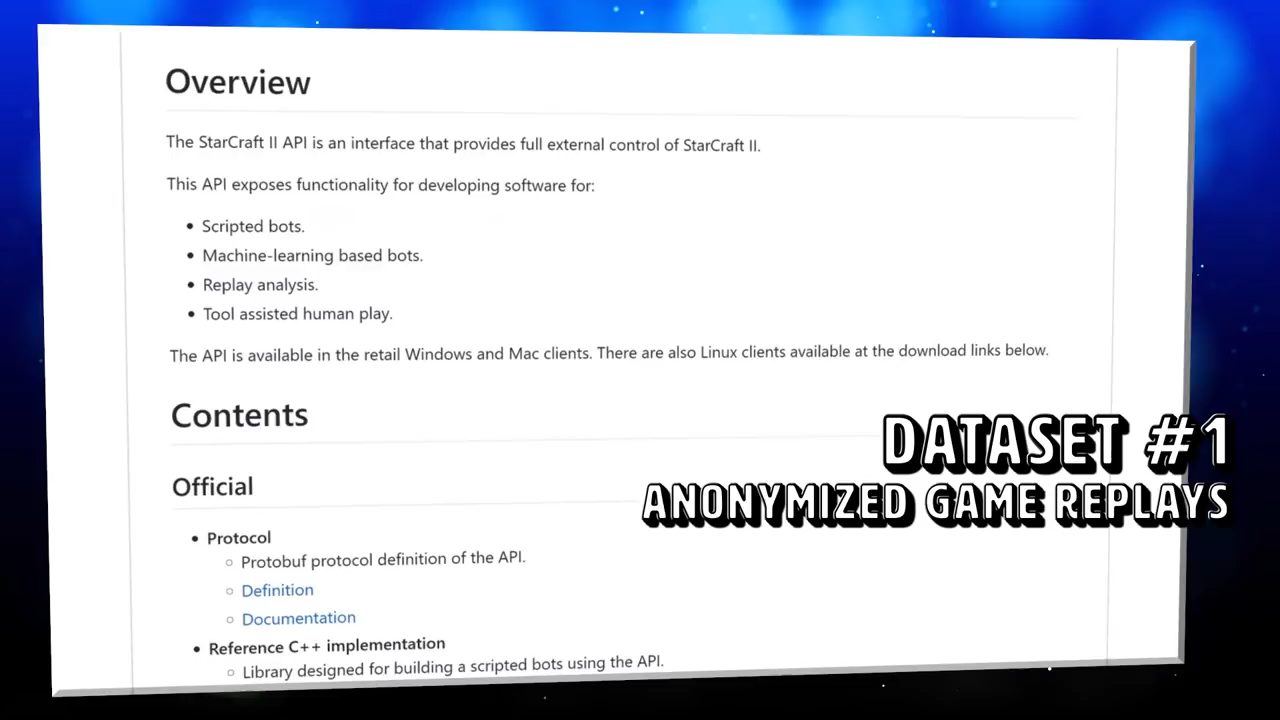 Overview
The StarCraft II API is an interface that provides full external control of StarCraft II.
This API exposes functionality for developing software for:
• Scripted bots.
• Machine-learning based bots.
• Replay analysis.
• Tool assisted human play.
The API is available in the retail Windows and Mac clients. There are also Linux clients available at the download links below.
Contents
DATASET #1
Official
ANONYMIZED GAME REPLAYS
• Protocol
○ Protobuf protocol definition of the API.
○ Definition
○ Documentation
• Reference C++ implementation
○ Library designed for building a scripted bots using the API.